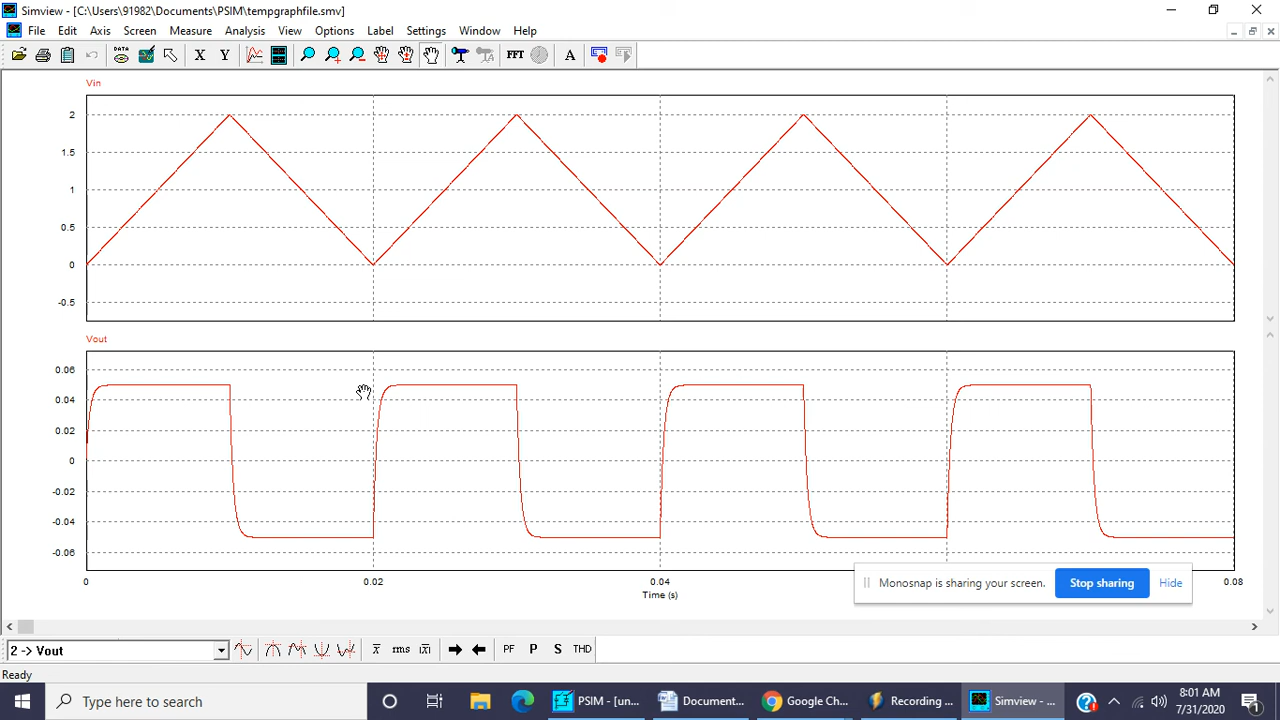 Simview - [C:\Users\91982\Documents\PSIM\tempgraphfile.smv]
File Edit Axis Screen Measure Analysis View Options Label Settings Window Help
DATA X Y FFT A
Vin
2
1.5
1
0.5
0
-0.5
Vout
0.06
0.04
0.02
0
-0.02
-0.04
-0.06
0 0.02 0.04 0.08
Time (s)
Monosnap is sharing your screen. Stop sharing Hide
2 -> Vout x rms |x| PF P S THD
Ready
Type here to search
PSIM - [un... Document... Google Ch... Recording ... Simview - ...
8:01 AM
7/31/2020
1